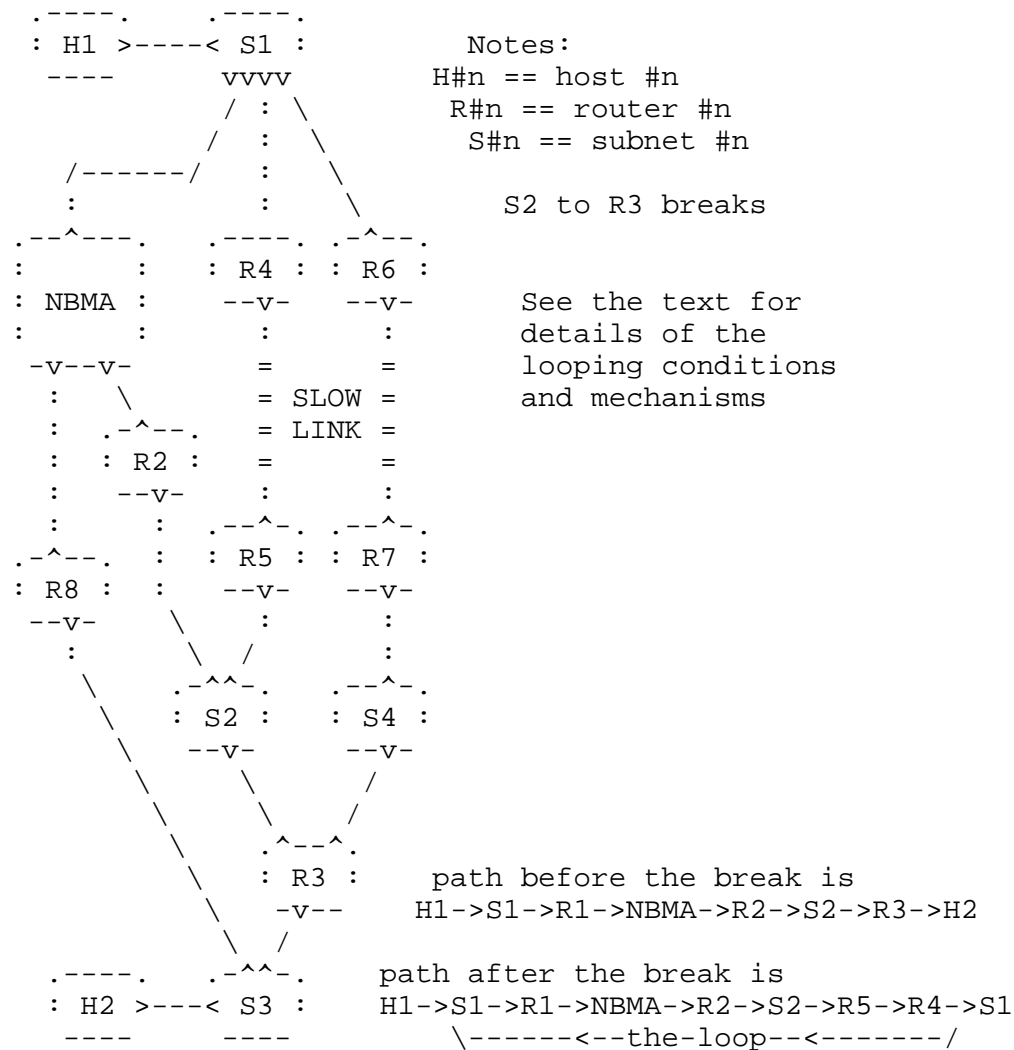 .----.    .----.
: H1 >----< S1 :          Notes:
 ----      vvvv         H#n == host #n
           / : \         R#n == router #n
          /  :  \         S#n == subnet #n
 /------/    :   \
 :           :    \         S2 to R3 breaks
.--^---.    .----. .-^--.
:      :    : R4 : : R6 :
: NBMA :     --v-   --v-      See the text for
:      :       :      :       details of the
 -v--v-        =      =       looping conditions
  :   \        = SLOW =       and mechanisms
  :  .-^--.    = LINK =
  :  : R2 :    =      =
  :   --v-     :      :
  :     :   .--^-. .--^-.
.-^--.  :   : R5 : : R7 :
: R8 :  :    --v-   --v-
 --v-    \     :      :
  :       \   /       :
   \      .-^^-.   .--^-.
    \     : S2 :   : S4 :
     \     --v-     --v-
      \       \      /
       \       \    /
        \      .^--^.
         \     : R3 :    path before the break is
          \     -v--   H1->S1->R1->NBMA->R2->S2->R3->H2
           \    /
.----.    .-^^-.     path after the break is
: H2 >---< S3 :    H1->S1->R1->NBMA->R2->S2->R5->R4->S1
 ----      ----        \------<--the-loop--<-------/